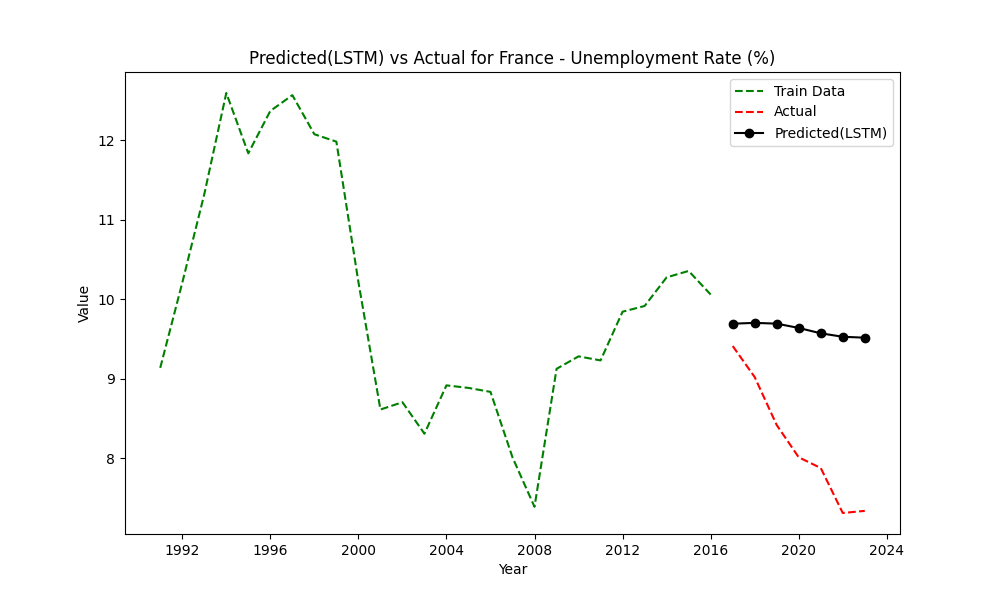 Predicted(LSTM) vs Actual for France - Unemployment Rate (%)
Train Data
Actual
Predicted(LSTM)
Value
12
11
10
9
8
1992 1996 2000 2004 2008 2012 2016 2020 2024
Year